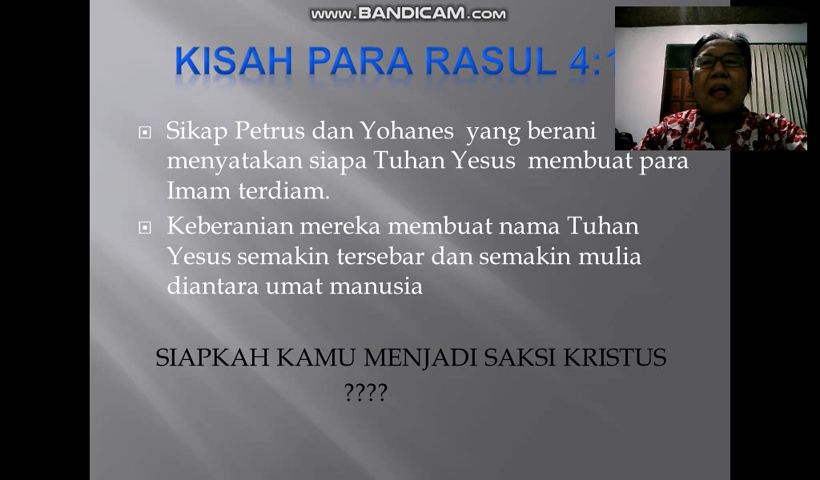 WWW.BANDICAM.COM
KISAH PARA RASUL 4:1
Sikap Petrus dan Yohanes yang berani
menyatakan siapa Tuhan Yesus membuat para
Imam terdiam.
Keberanian mereka membuat nama Tuhan
Yesus semakin tersebar dan semakin mulia
diantara umat manusia
SIAPKAH KAMU MENJADI SAKSI KRISTUS
????